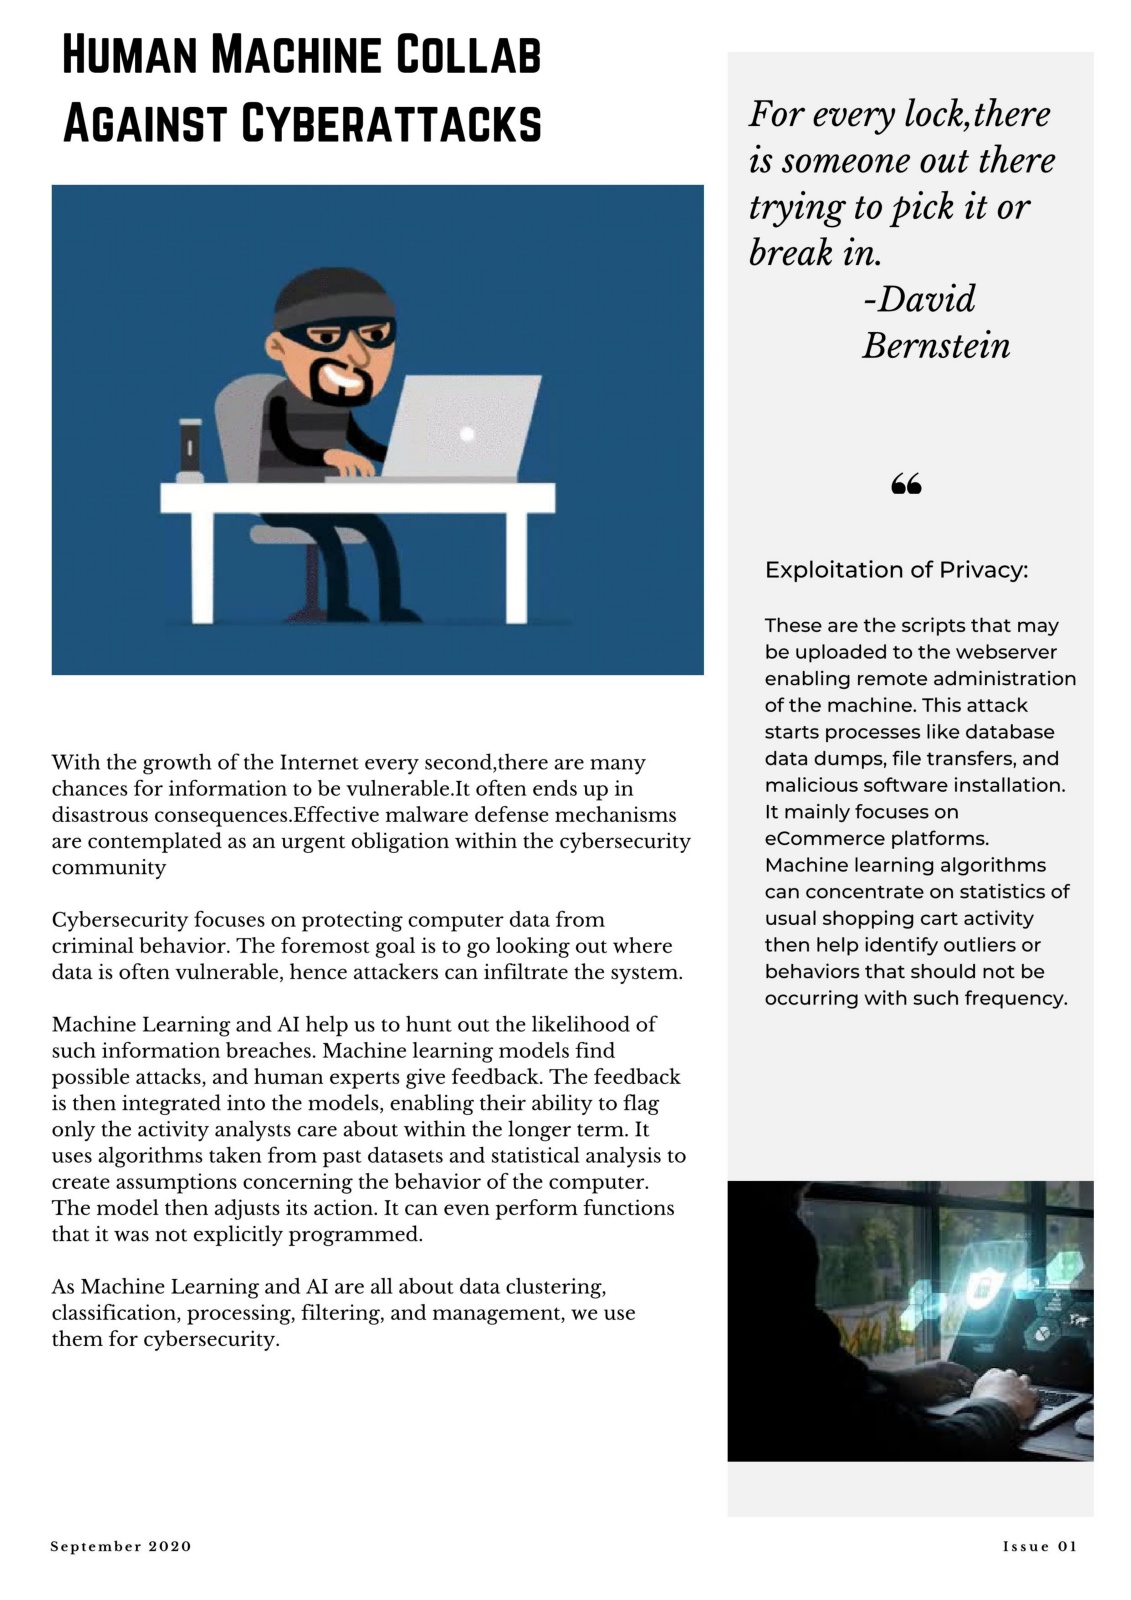 Human Machine Collab
Against Cyberattacks
With the growth of the Internet every second,there are many
chances for information to be vulnerable.It often ends up in
disastrous consequences.Effective malware defense mechanisms
are contemplated as an urgent obligation within the cybersecurity
community
Cybersecurity focuses on protecting computer data from
criminal behavior. The foremost goal is to go looking out where
data is often vulnerable, hence attackers can infiltrate the system.
Machine Learning and AI help us to hunt out the likelihood of
such information breaches. Machine learning models find
possible attacks, and human experts give feedback. The feedback
is then integrated into the models, enabling their ability to flag
only the activity analysts care about within the longer term. It
uses algorithms taken from past datasets and statistical analysis to
create assumptions concerning the behavior of the computer.
The model then adjusts its action. It can even perform functions
that it was not explicitly programmed.
As Machine Learning and AI are all about data clustering,
classification, processing, filtering, and management, we use
them for cybersecurity.
For every lock,there
is someone out there
trying to pick it or
break in.
-David
Bernstein
“
Exploitation of Privacy:
These are the scripts that may
be uploaded to the webserver
enabling remote administration
of the machine. This attack
starts processes like database
data dumps, file transfers, and
malicious software installation.
It mainly focuses on
eCommerce platforms.
Machine learning algorithms
can concentrate on statistics of
usual shopping cart activity
then help identify outliers or
behaviors that should not be
occurring with such frequency.
September 2020
Issue 01